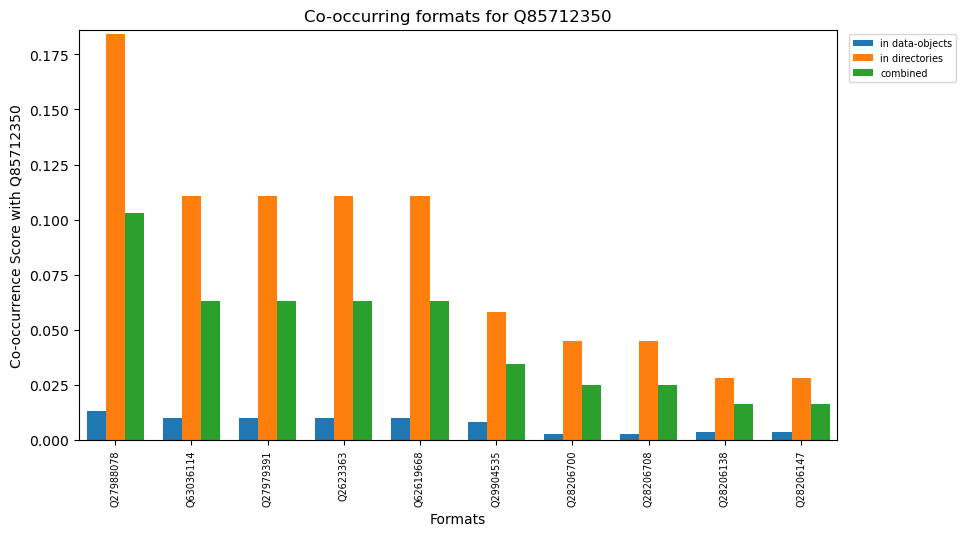 Co-occurring formats for Q85712350
in data-objects
in directories
combined
Co-occurrence Score with Q85712350
0.175
0.150
0.125
0.100
0.075
0.050
0.025
0.000
Q27988078
Q63036114
Q27979391
Q2623363
Q62619668
Q29904535
Q28206700
Q28206708
Q28206138
Q28206147
Formats